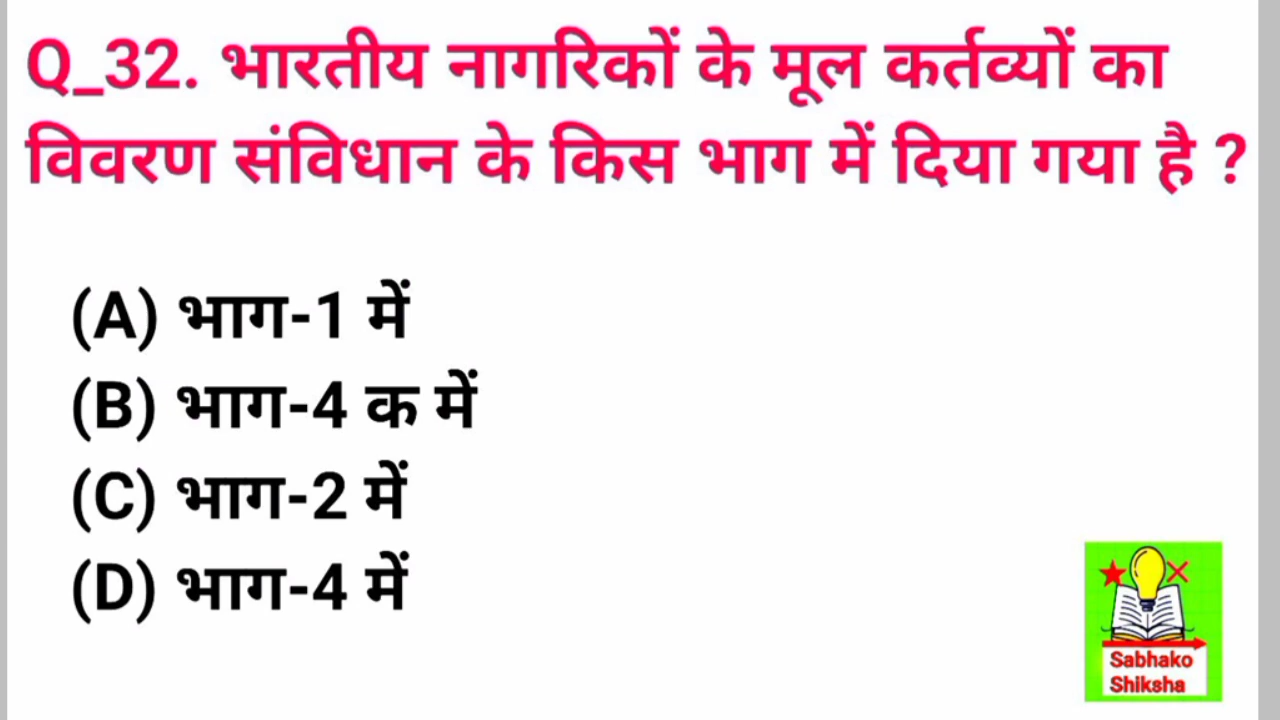 Q_32. भारतीय नागरिकों के मूल कर्तव्यों का
विवरण संविधान के किस भाग में दिया गया है ?
(A) भाग-1 में
(B) भाग-4 क में
(C) भाग-2 में
(D) भाग-4 में
Sabhako
Shiksha